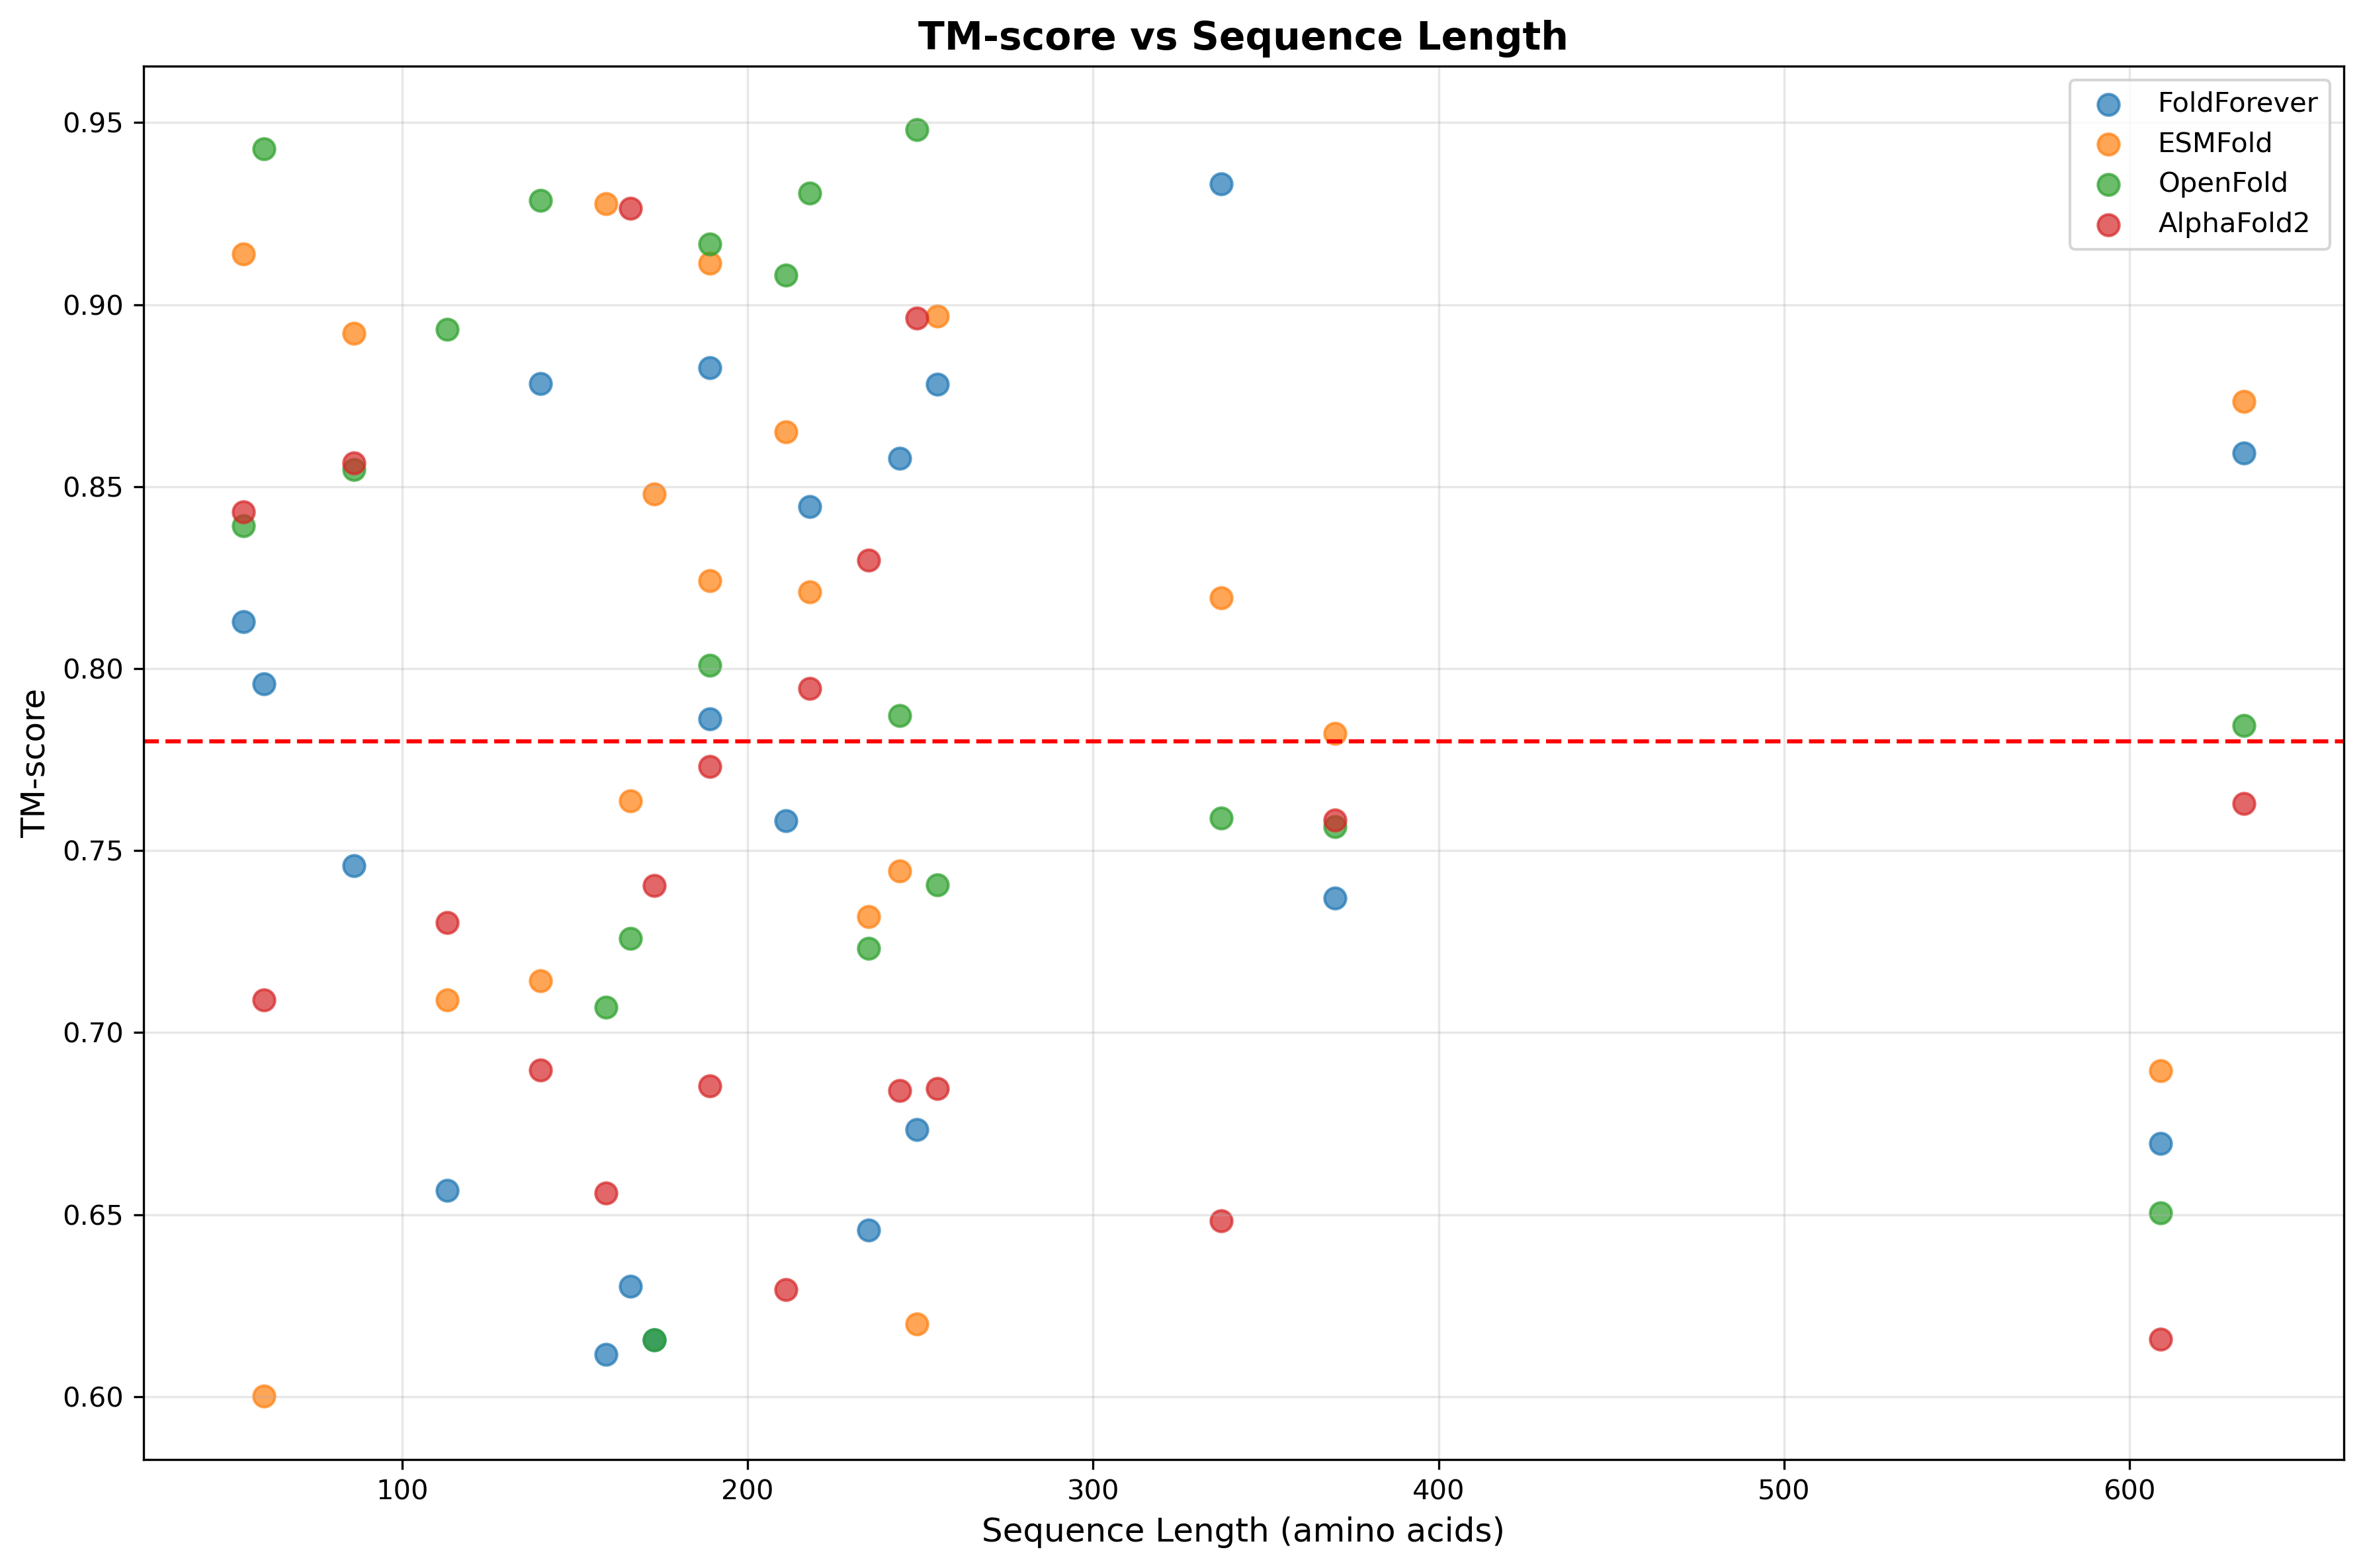 TM-score vs Sequence Length
FoldForever
ESMFold
OpenFold
AlphaFold2
TM-score
0.95
0.90
0.85
0.80
0.75
0.70
0.65
0.60
100
200
300
400
500
600
Sequence Length (amino acids)